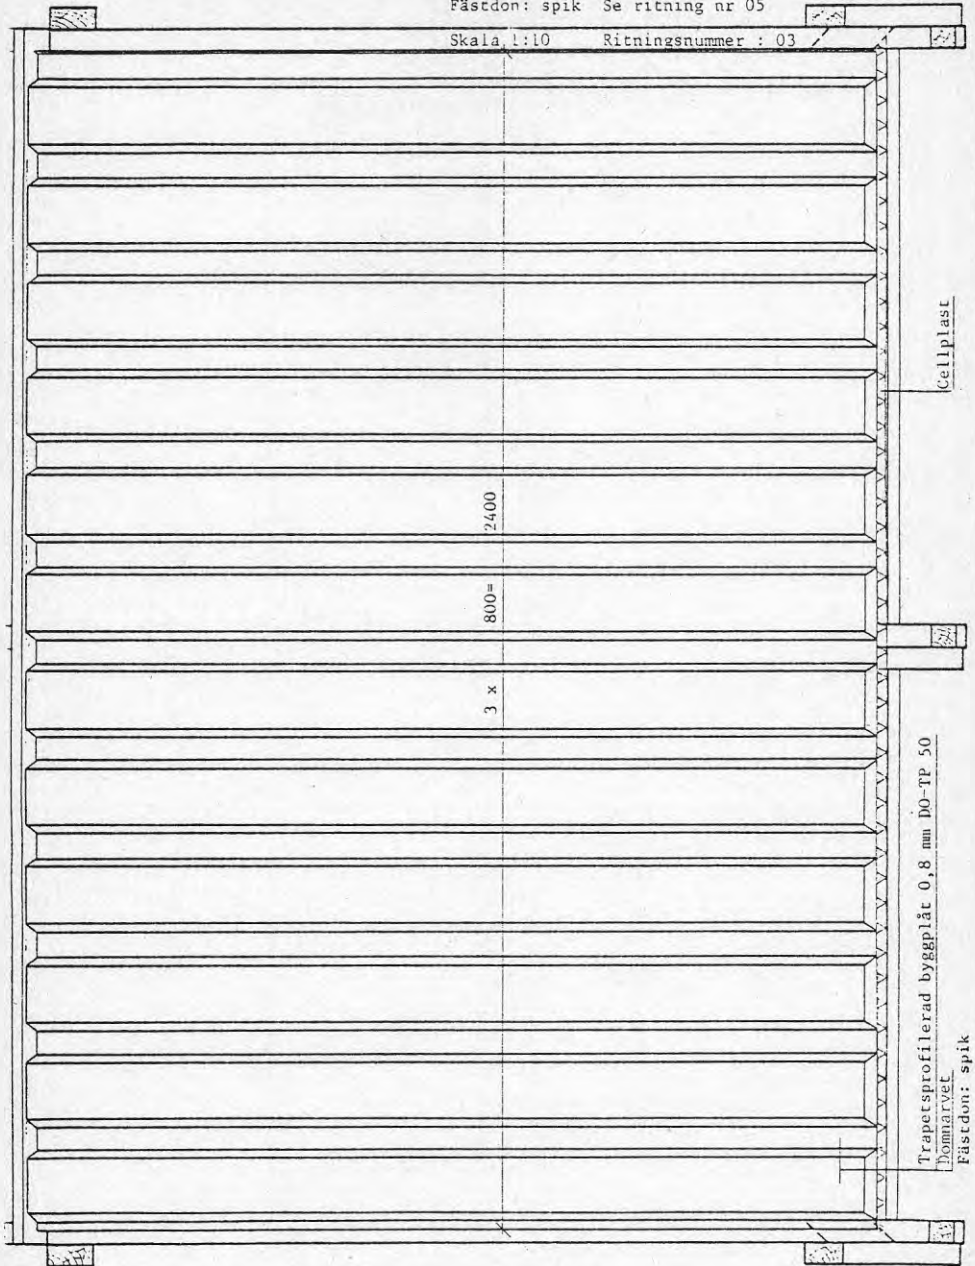 Fästdon: spik Se ritning nr 05
Skala 1:10 Ritningsnummer : 03
3 x 800= 2400
Cellplast
Trapetsprofilerad byggplåt 0,8 mm DO-TP 50
Domnarvet
Fästdon: spik